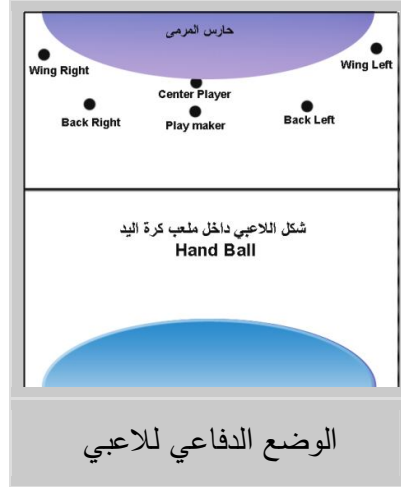 حارس المرمى
Wing Right
Wing Left
Center Player
Back Right
Play maker
Back Left
شكل اللاعبي داخل ملعب كرة اليد
Hand Ball
الوضع الدفاعي للاعبي